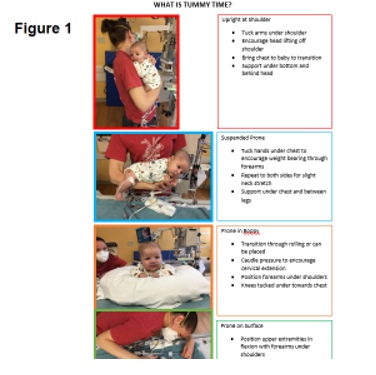 WHAT IS TUMMY TIME?
Figure 1
Upright at Shoulder
Tuck arms under shoulder
Encourage head lifting off
shoulder
Bring chest to baby to transition
Support under bottom and
behind head
Suspended Prone
Tuck hands under chest to
encourage weight bearing through
forearms
Repeat to both sides for slight
neck stretch
Support under chest and between
legs
Prone in Boppy
Transition through rolling or can
be placed
Caudle pressure to encourage
cervical extension
Position forearms under shoulders
Knees tucked under towards chest
Prone on Surface
Position upper extremities in
flexion with forearms under
shoulders